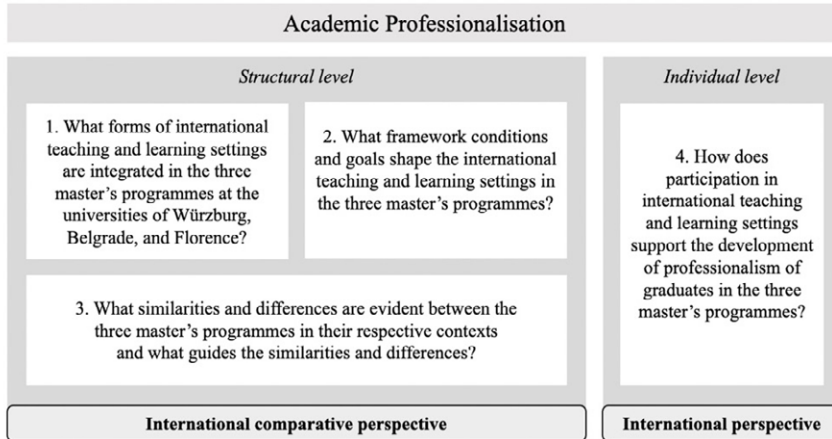 Academic Professionalisation
Structural level
1. What forms of international
teaching and learning settings
are integrated in the three
master's programmes at the
universities of Würzburg,
Belgrade, and Florence?
2. What framework conditions
and goals shape the international
teaching and learning settings in
the three master's programmes?
3. What similarities and differences are evident between the
three master's programmes in their respective contexts
and what guides the similarities and differences?
International comparative perspective
Individual level
4. How does
participation in
international teaching
and learning settings
support the development
of professionalism of
graduates in the three
master's programmes?
International perspective